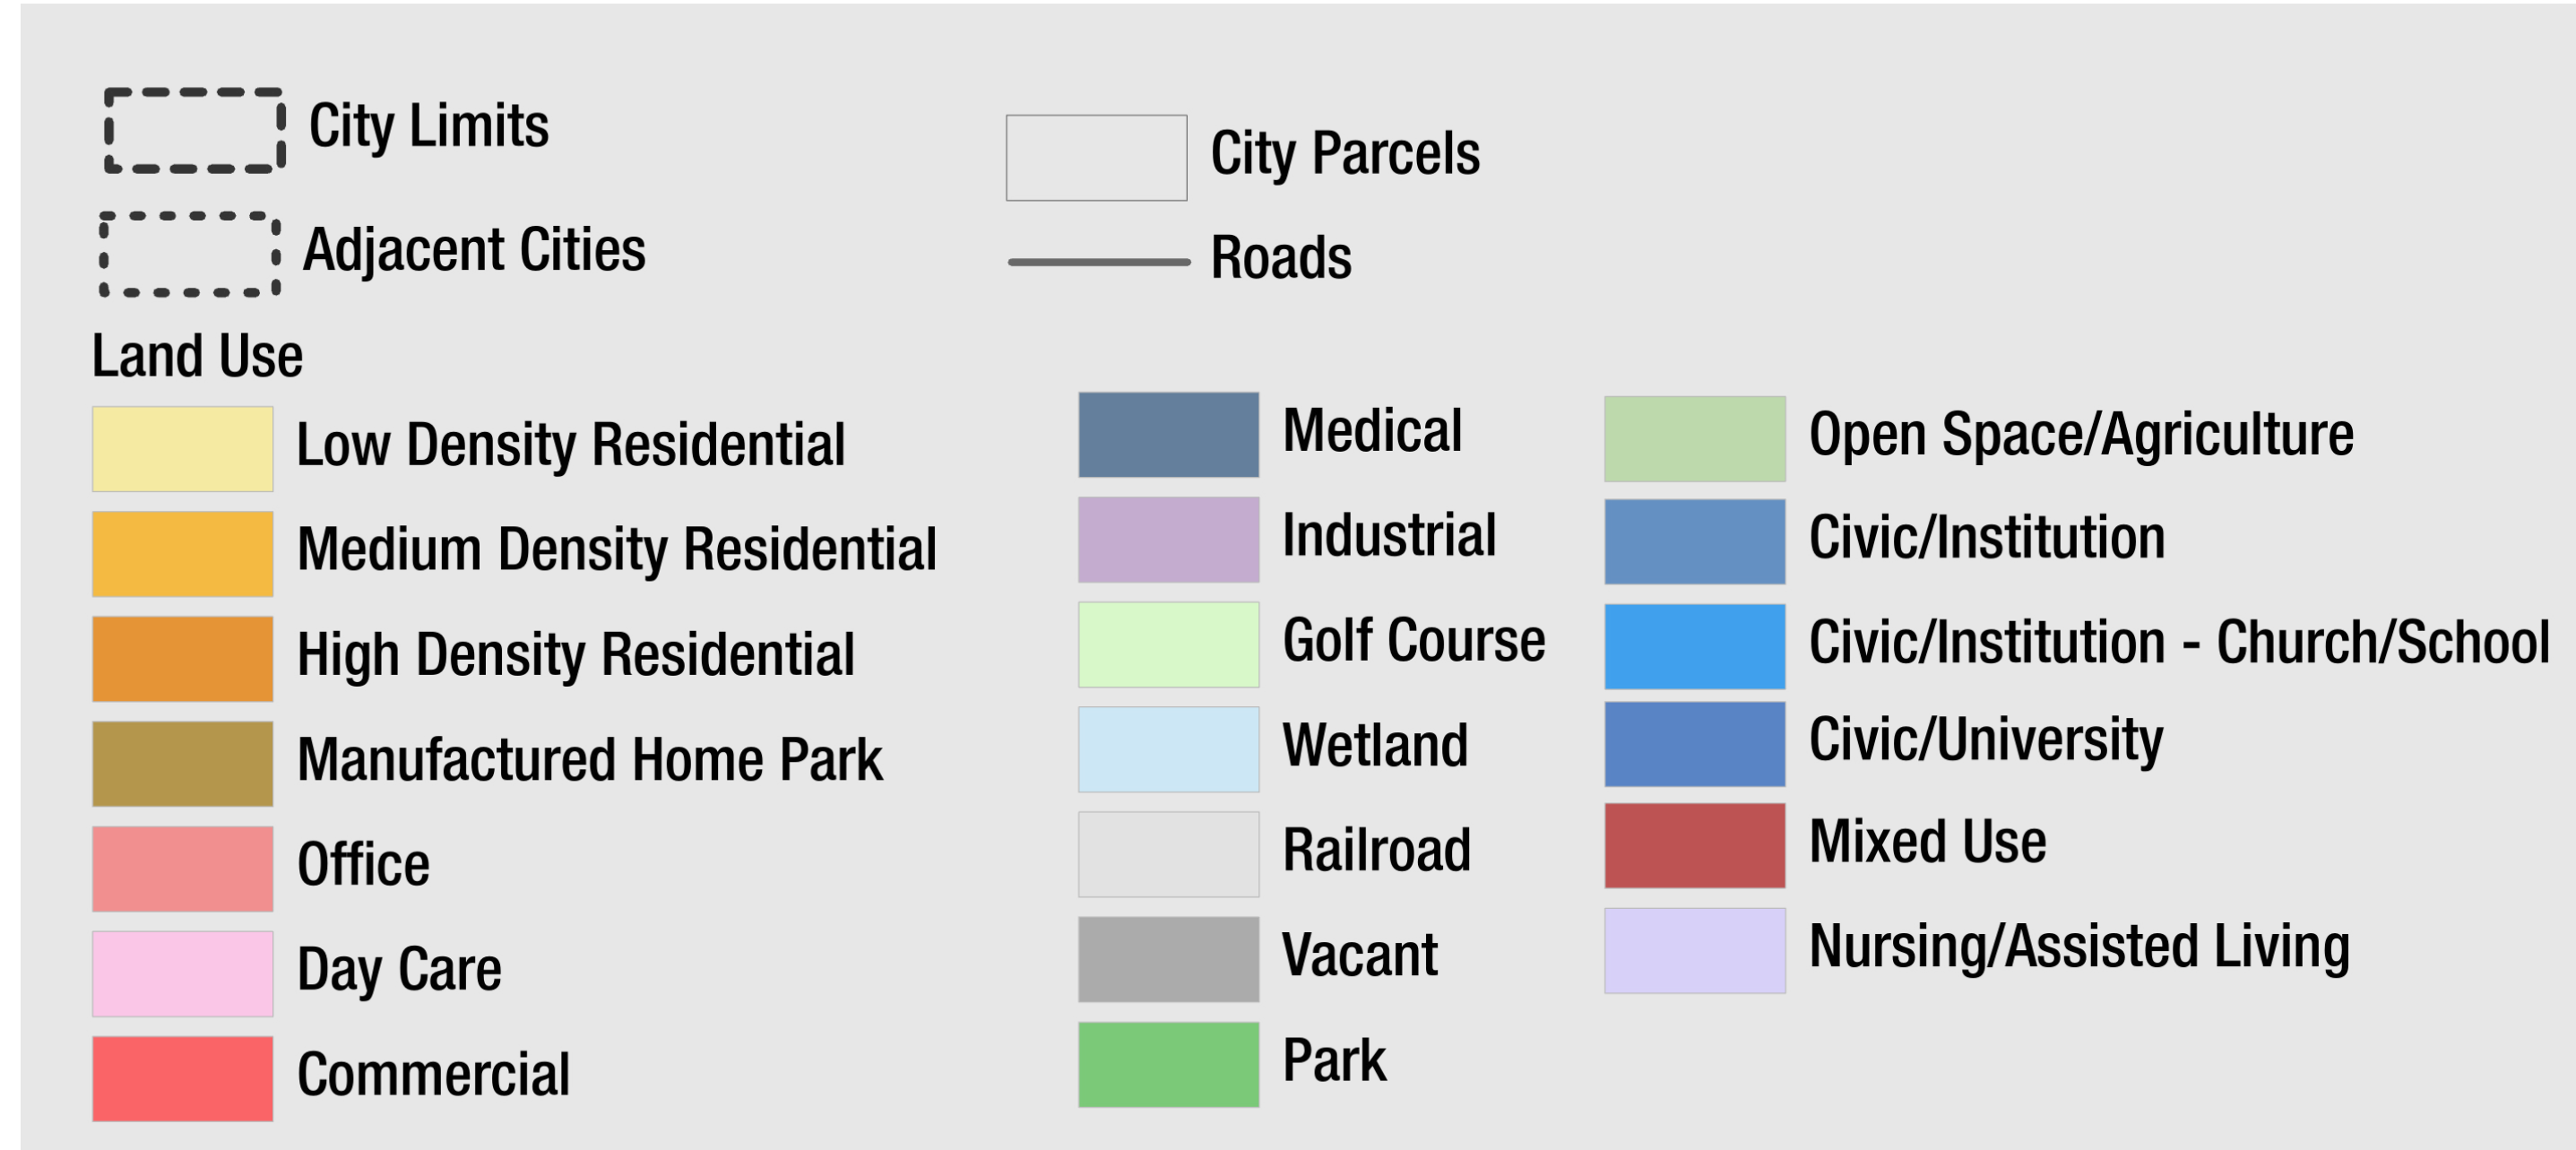 City Limits
Adjacent Cities
City Parcels
Roads
Land Use
Low Density Residential
Medium Density Residential
High Density Residential
Manufactured Home Park
Office
Day Care
Commercial
Medical
Industrial
Golf Course
Wetland
Railroad
Vacant
Park
Open Space/Agriculture
Civic/Institution
Civic/Institution - Church/School
Civic/University
Mixed Use
Nursing/Assisted Living